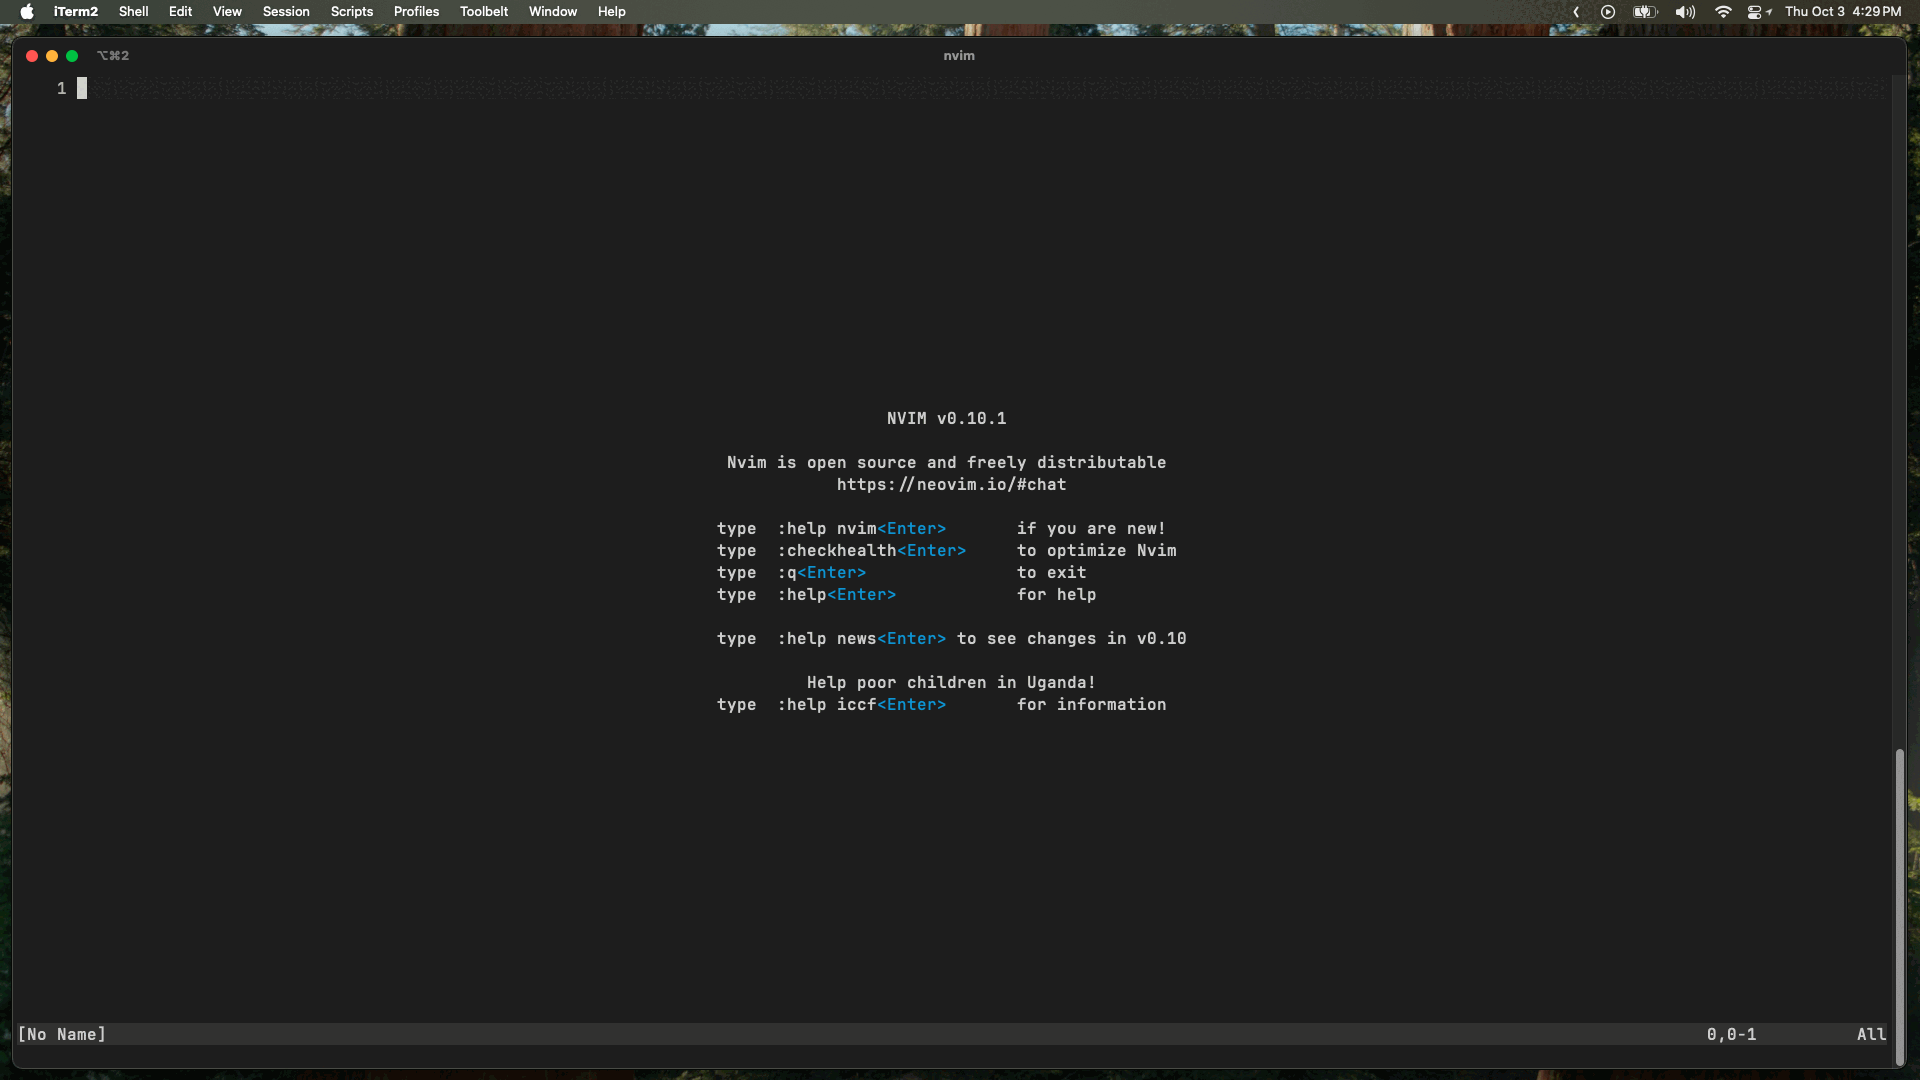 iTerm2 Shell Edit View Session Scripts Profiles Toolbelt Window Help Thu Oct 3 4:29 PM
⌥⌘2 nvim
1
NVIM v0.10.1
Nvim is open source and freely distributable
https://neovim.io/#chat
type :help nvim<Enter> if you are new!
type :checkhealth<Enter> to optimize Nvim
type :q<Enter> to exit
type :help<Enter> for help
type :help news<Enter> to see changes in v0.10
Help poor children in Uganda!
type :help iccf<Enter> for information
[No Name] 0,0-1 All